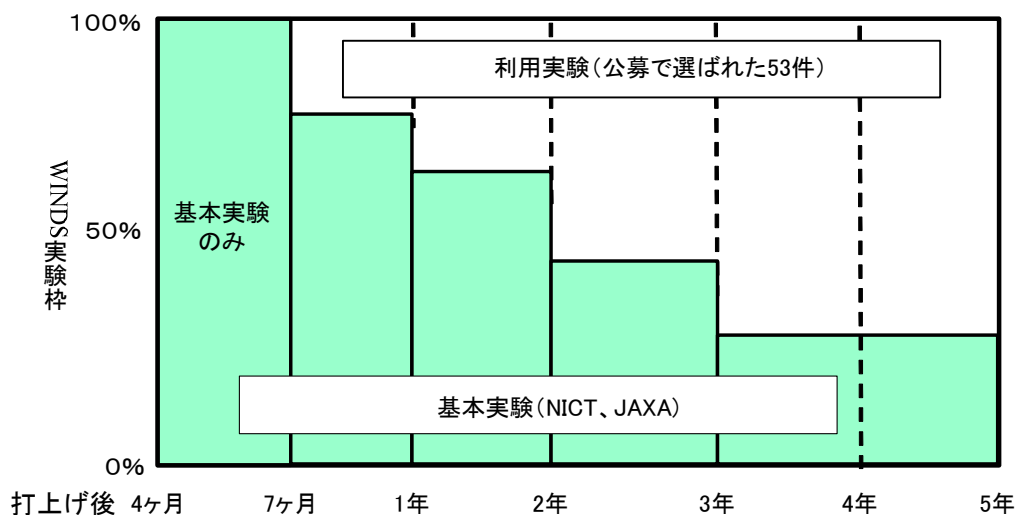 100%
利用実験（公募で選ばれた53件）
WINDS実験枠
基本実験
のみ
50%
基本実験（NICT、JAXA）
0%
打上げ後 4ヶ月 7ヶ月 1年 2年 3年 4年 5年